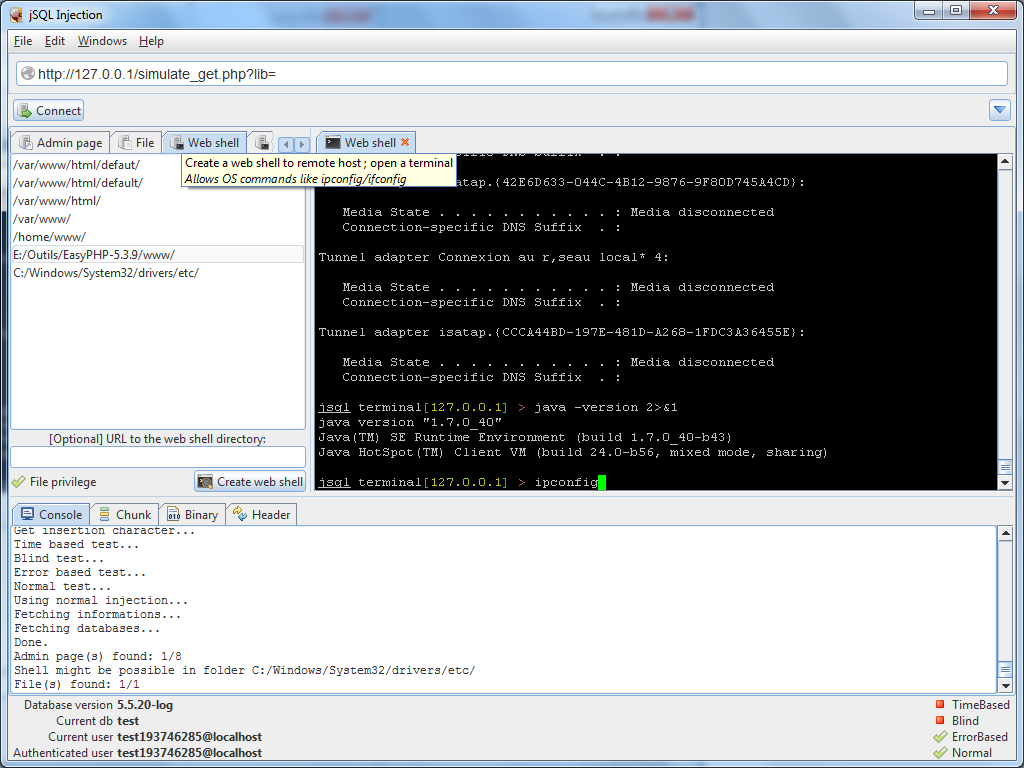 jSQL Injection
File Edit Windows Help
http://127.0.0.1/simulate_get.php?lib=
Connect
Admin page File Web shell
Web shell
/var/www/html/defaut/
/var/www/html/default/
/var/www/html/
/var/www/
/home/www/
E:/Outils/EasyPHP-5.3.9/www/
C:/Windows/System32/drivers/etc/
Create a web shell to remote host ; open a terminal
Allows OS commands like ipconfig/ifconfig
[Optional] URL to the web shell directory:
File privilege
Create web shell
isatap.{42E6D633-044C-4B12-9876-9F80D745A4CD}:
Media State . . . . . . . . . . . : Media disconnected
Connection-specific DNS Suffix  . :
Tunnel adapter Connexion au r,seau local* 4:
Media State . . . . . . . . . . . : Media disconnected
Connection-specific DNS Suffix  . :
Tunnel adapter isatap.{CCCA44BD-197E-481D-A268-1FDC3A36455E}:
Media State . . . . . . . . . . . : Media disconnected
Connection-specific DNS Suffix  . :
jsql terminal[127.0.0.1] > java -version 2>&1
java version "1.7.0_40"
Java(TM) SE Runtime Environment (build 1.7.0_40-b43)
Java HotSpot(TM) Client VM (build 24.0-b56, mixed mode, sharing)
jsql terminal[127.0.0.1] > ipconfig
Console Chunk Binary Header
Get insertion character...
Time based test...
Blind test...
Error based test...
Normal test...
Using normal injection...
Fetching informations...
Fetching databases...
Done.
Admin page(s) found: 1/8
Shell might be possible in folder C:/Windows/System32/drivers/etc/
File(s) found: 1/1
Database version 5.5.20-log
Current db test
Current user test193746285@localhost
Authenticated user test193746285@localhost
TimeBased
Blind
ErrorBased
Normal